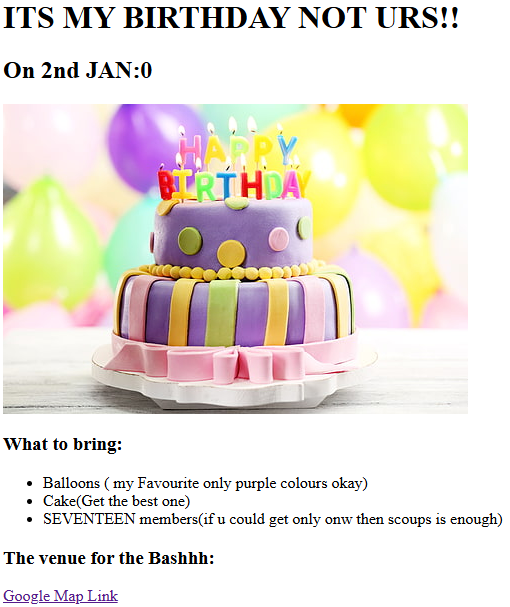 ITS MY BIRTHDAY NOT URS!!
On 2nd JAN:0
HAPPY
BIRTHDAY
What to bring:
Balloons ( my Favourite only purple colours okay)
Cake(Get the best one)
SEVENTEEN members(if u could get only onw then scoups is enough)
The venue for the Bashhh:
Google Map Link